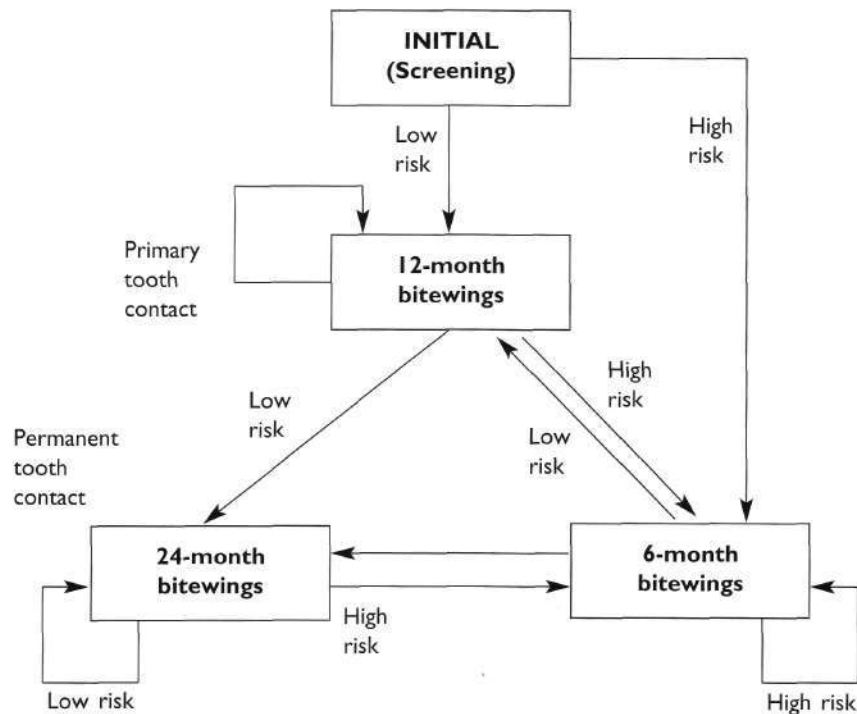 INITIAL
(Screening)
Low
risk
High
risk
Primary
tooth
contact
12-month
bitewings
High
risk
Low
risk
Low
risk
Permanent
tooth
contact
24-month
bitewings
6-month
bitewings
High
risk
Low risk
High risk